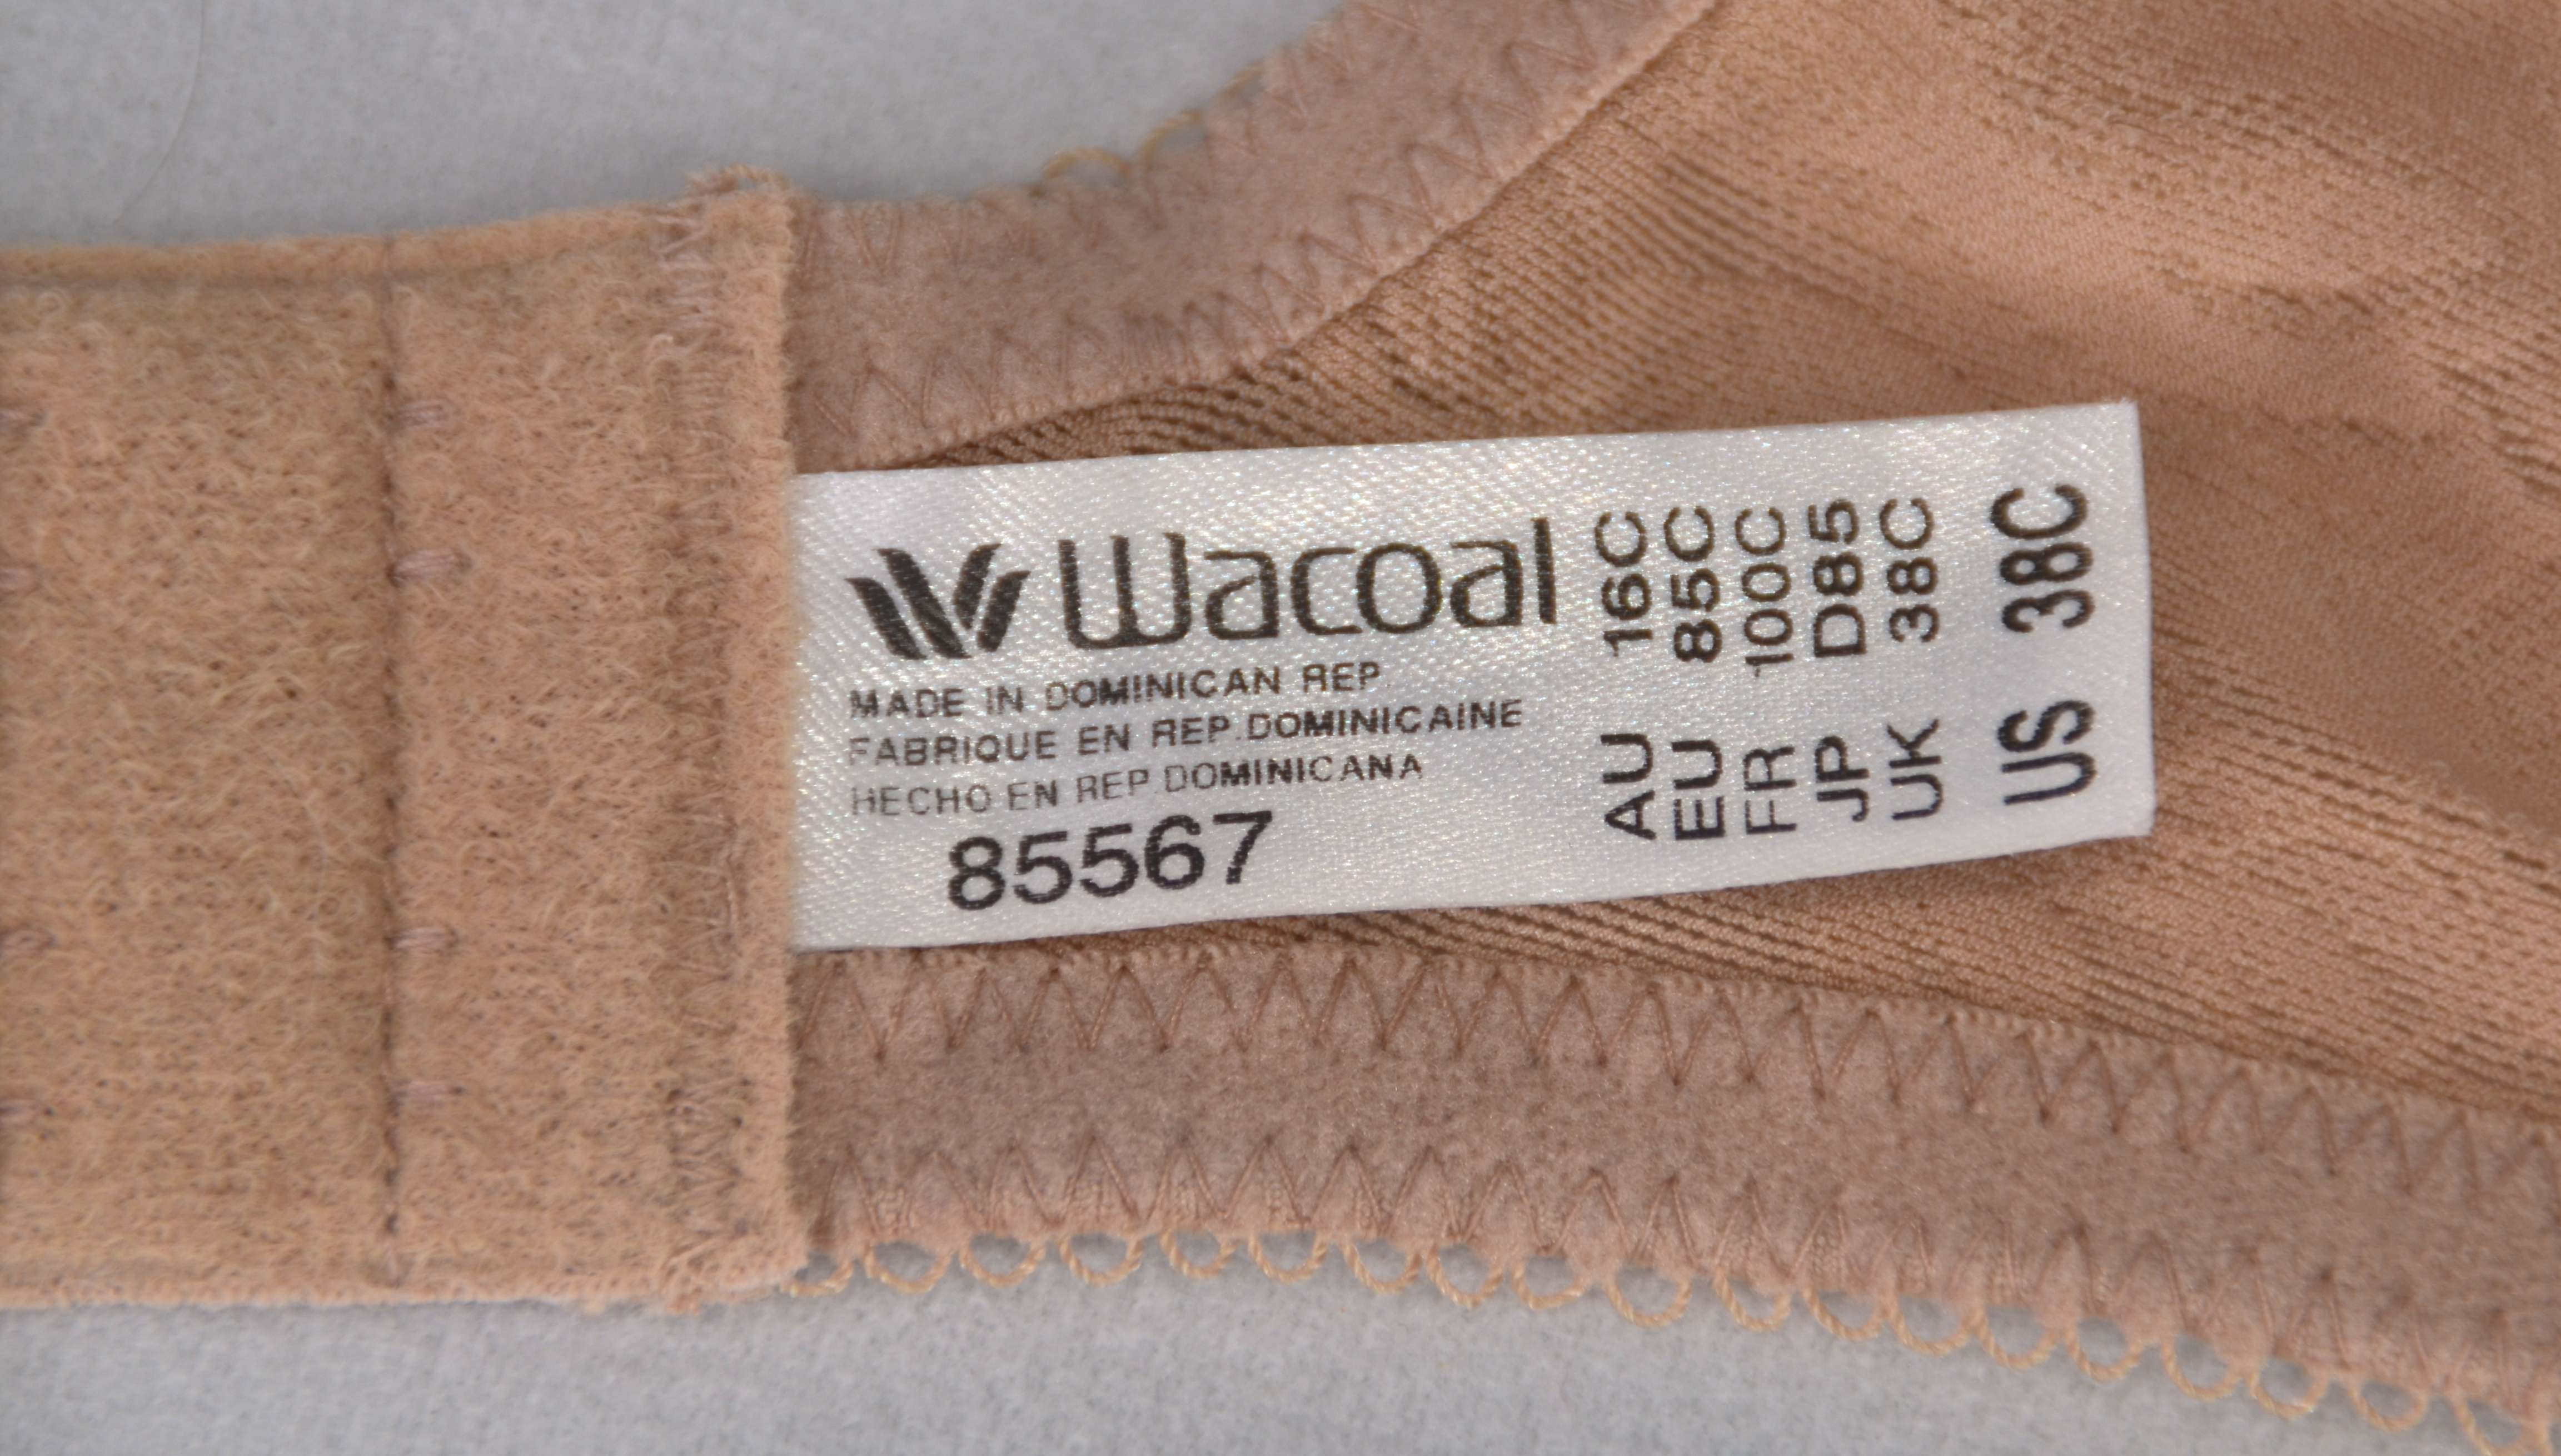 Wacoal
MADE IN DOMINICAN REP
FABRIQUE EN REP.DOMINICAINE
HECHO EN REP DOMINICANA
85567
AU 16C
EU 85C
FR 100C
JP D85
UK 38C
US 38C